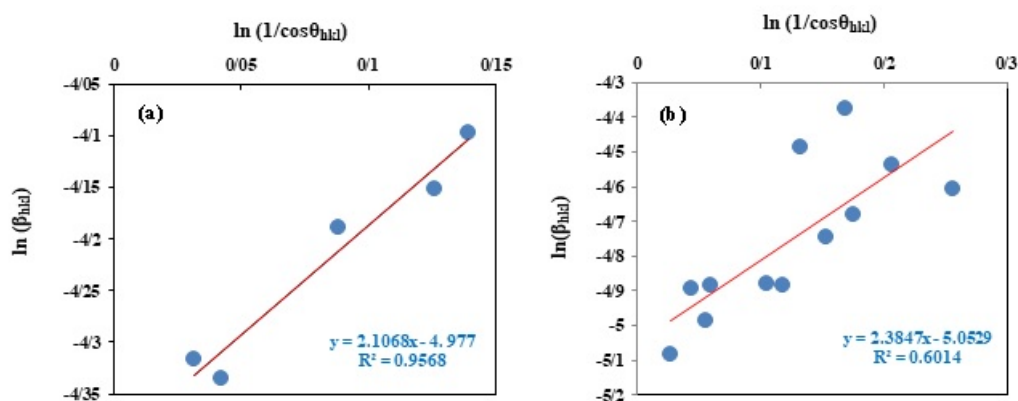 ln (1/cosθhkl)
0 0/05 0/1 0/15
-4/05
-4/1
-4/15
-4/2
-4/25
-4/3
-4/35
ln (βhkl)
(a)
y = 2.1068x - 4.977
R² = 0.9568
ln (1/cosθhkl)
0 0/1 0/2 0/3
-4/3
-4/4
-4/5
-4/6
-4/7
-4/8
-4/9
-5
-5/1
-5/2
ln(βhkl)
(b)
y = 2.3847x - 5.0529
R² = 0.6014